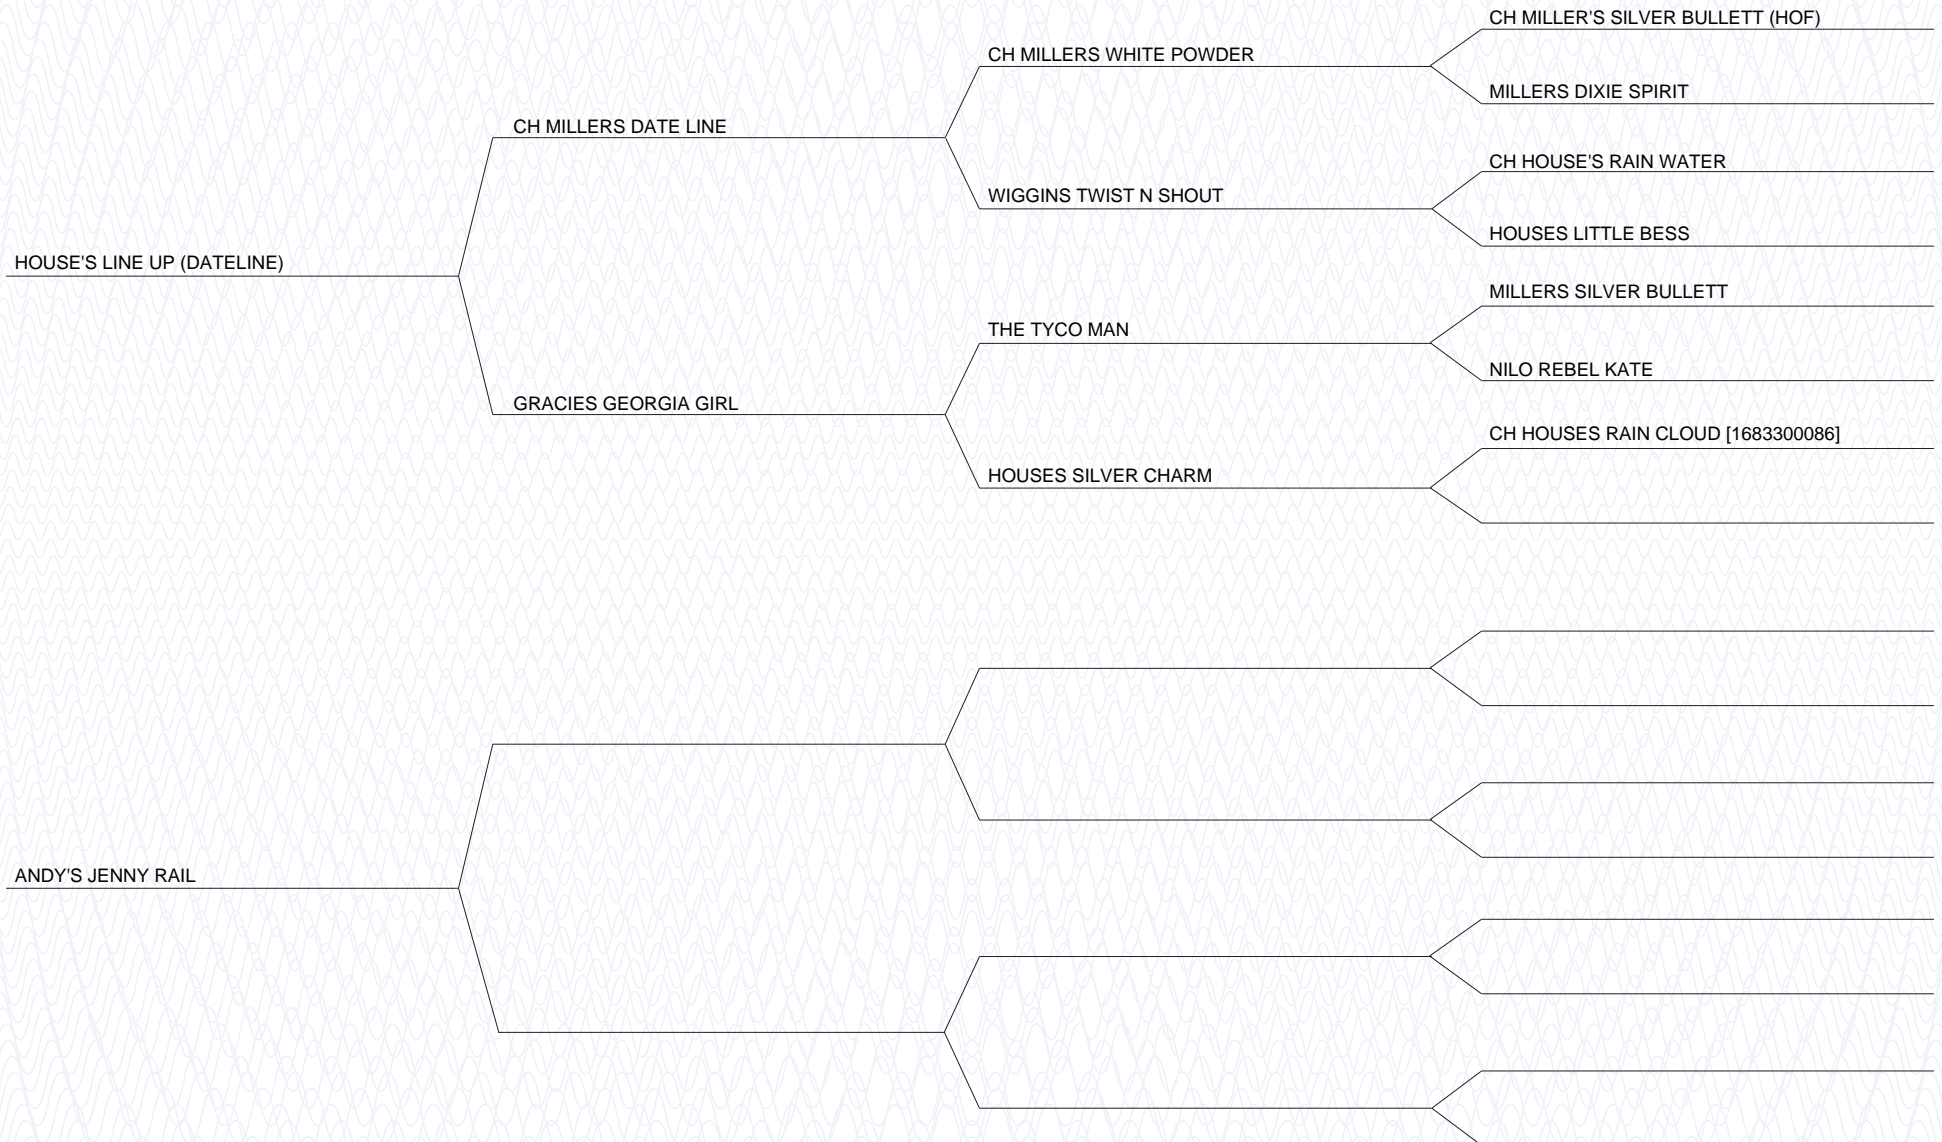 CH MILLER'S SILVER BULLETT (HOF)
CH MILLERS WHITE POWDER
MILLERS DIXIE SPIRIT
CH MILLERS DATE LINE
CH HOUSE'S RAIN WATER
WIGGINS TWIST N SHOUT
HOUSES LITTLE BESS
HOUSE'S LINE UP (DATELINE)
MILLERS SILVER BULLETT
THE TYCO MAN
NILO REBEL KATE
GRACIES GEORGIA GIRL
CH HOUSES RAIN CLOUD [1683300086]
HOUSES SILVER CHARM
ANDY'S JENNY RAIL